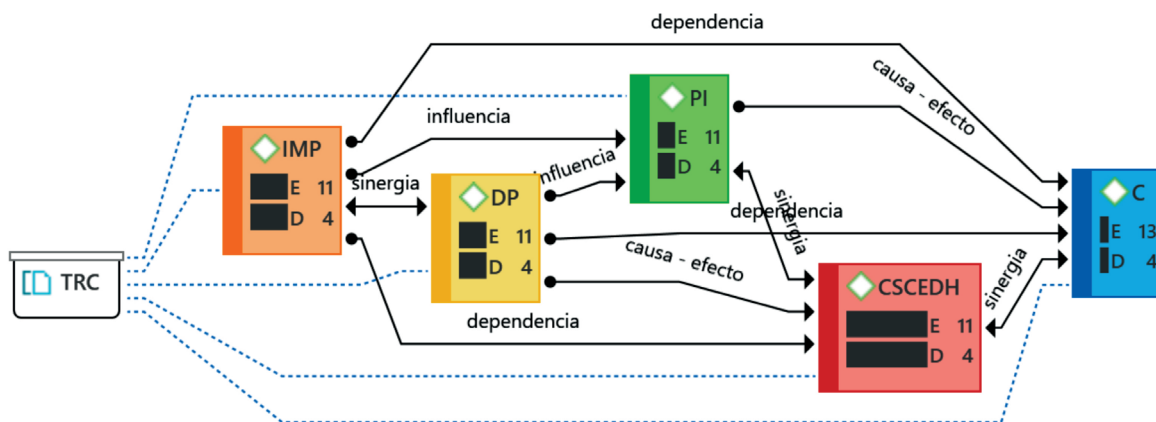 dependencia
causa - efecto
PI
E 11
D 4
influencia
IMP
E 11
D 4
sinergia
influencia
DP
E 11
D 4
sinergia
dependencia
C
E 13
D 4
causa - efecto
TRC
CSCEDH
E 11
D 4
sinergia
dependencia